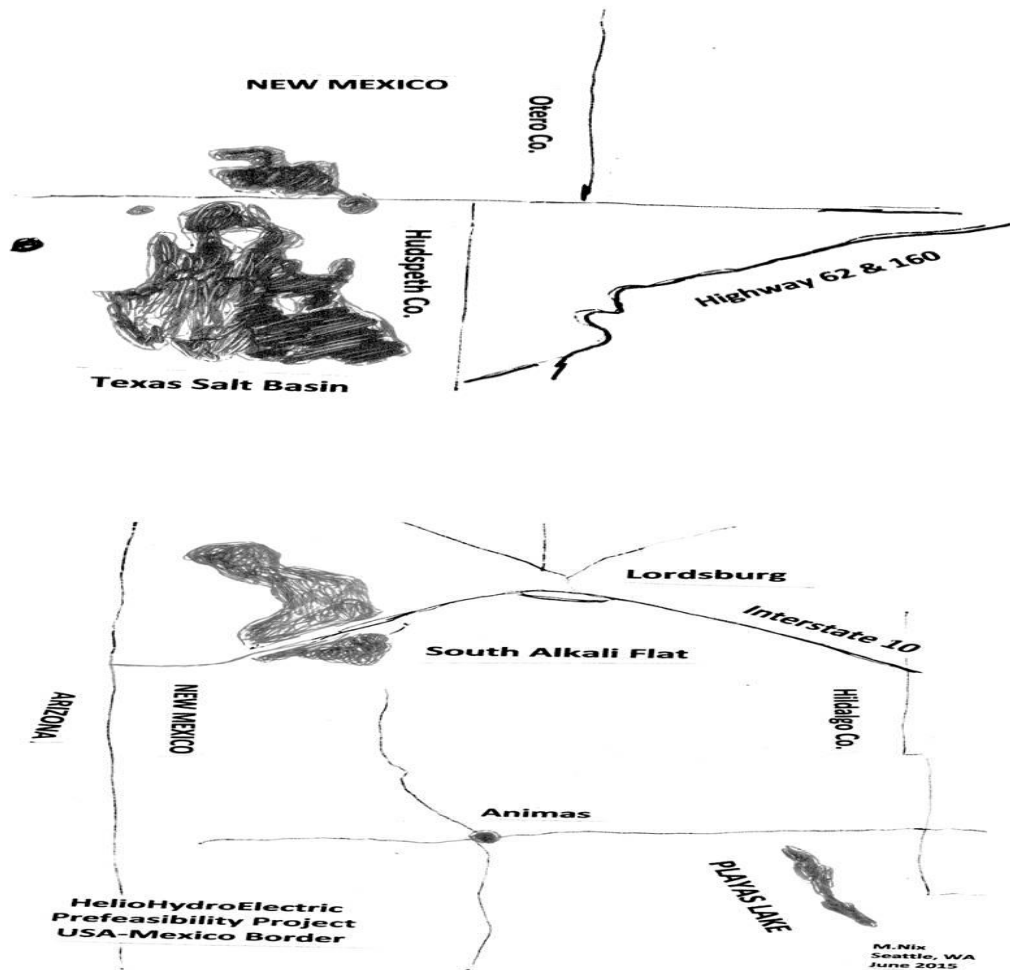 NEW MEXICO
Otero Co.
Hudspeth Co.
Highway 62 & 160
Texas Salt Basin
Lordsburg
Interstate 10
South Alkali Flat
ARIZONA
NEW MEXICO
Hildalgo Co.
Animas
PLAYAS LAKE
HelioHydroElectric
Prefeasibility Project
USA-Mexico Border
M.Nix
Seattle, WA
June 2015